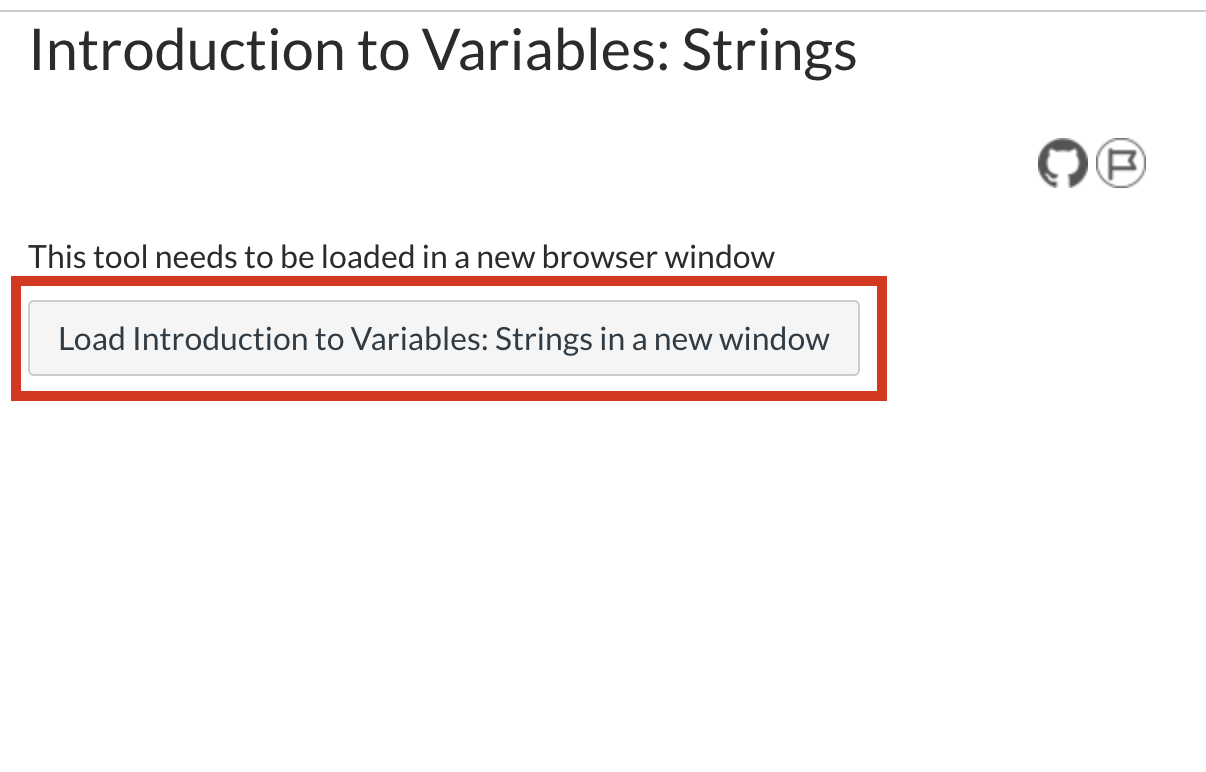 Introduction to Variables: Strings
This tool needs to be loaded in a new browser window
Load Introduction to Variables: Strings in a new window